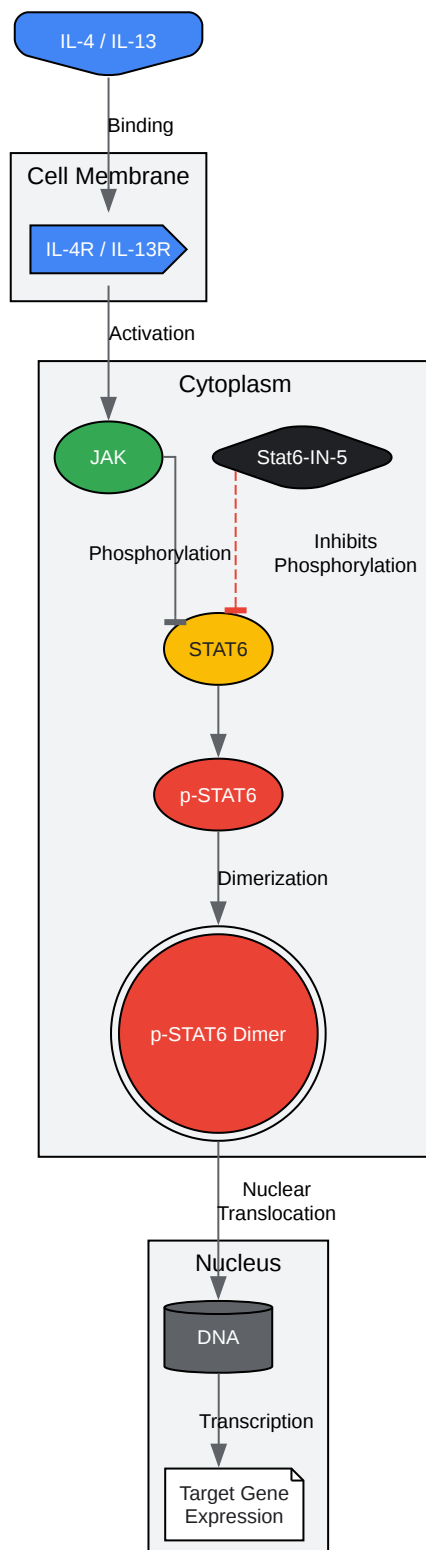 IL-4 / IL-13
Binding
Cell Membrane
IL-4R / IL-13R
Activation
Cytoplasm
JAK
Stat6-IN-5
Phosphorylation
Inhibits
Phosphorylation
STAT6
p-STAT6
Dimerization
p-STAT6 Dimer
Nuclear
Translocation
Nucleus
DNA
Transcription
Target Gene
Expression